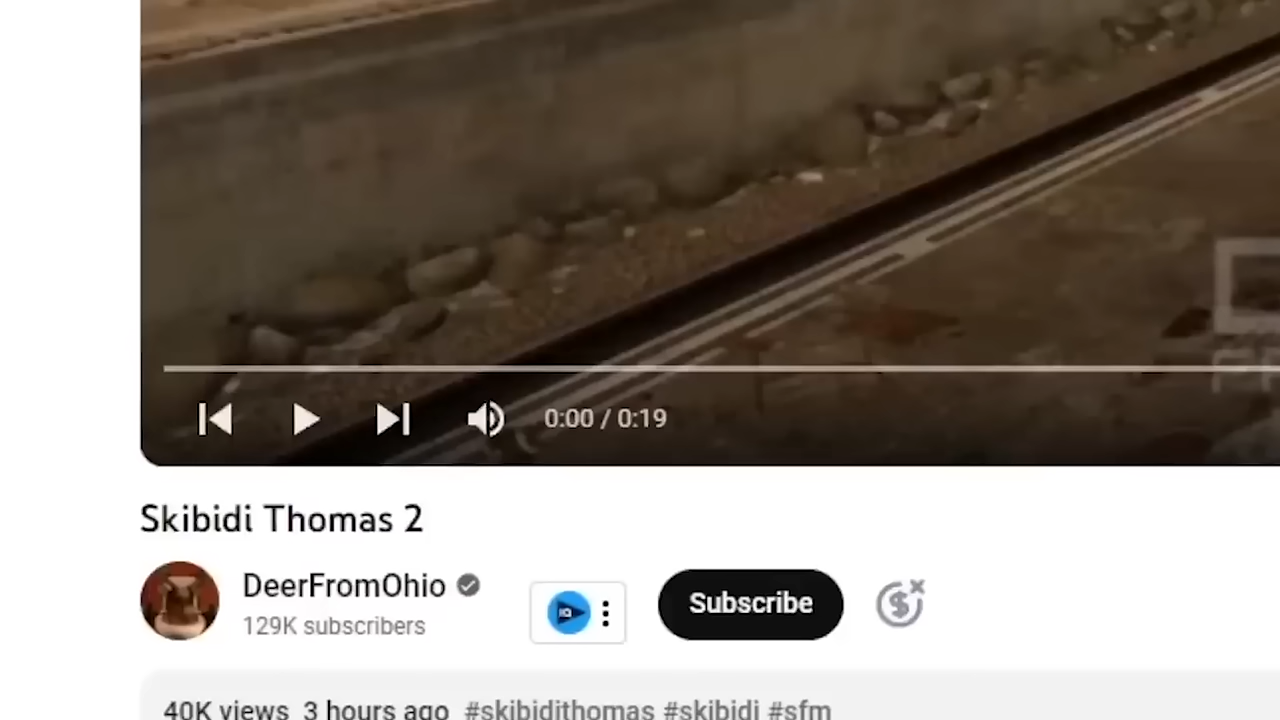 0:00 / 0:19
Skibidi Thomas 2
DeerFromOhio
129K subscribers
IQ
Subscribe
$
40K views 3 hours ago #skibidithomas #skibidi #sfm